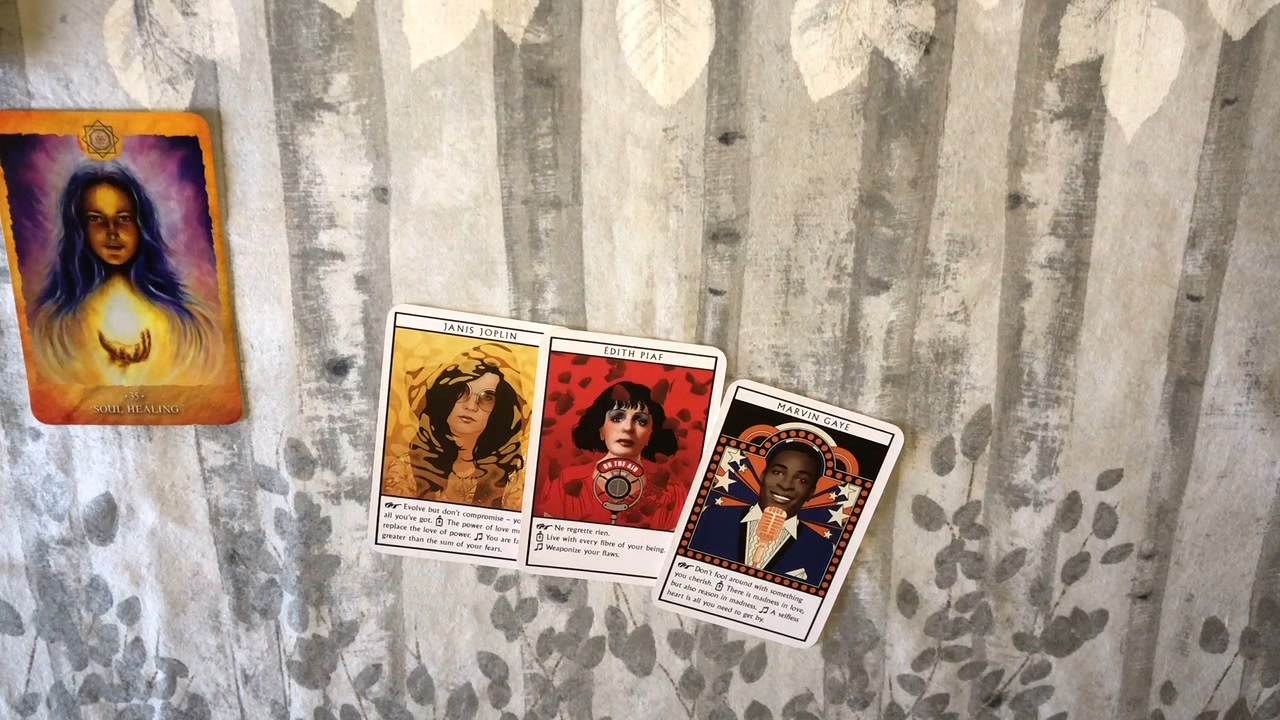 · 35 ·
SOUL HEALING
JANIS JOPLIN
Evolve but don't compromise –
all you've got. The power of love
replace the love of power. You are
greater than the sum of your fears.
ÉDITH PIAF
ON THE AIR
Ne regrette rien.
Live with every fibre of your being.
Weaponize your flaws.
MARVIN GAYE
Don't fool around with something
you cherish. There is madness in love,
but also reason in madness. A selfless
heart is all you need to get by.